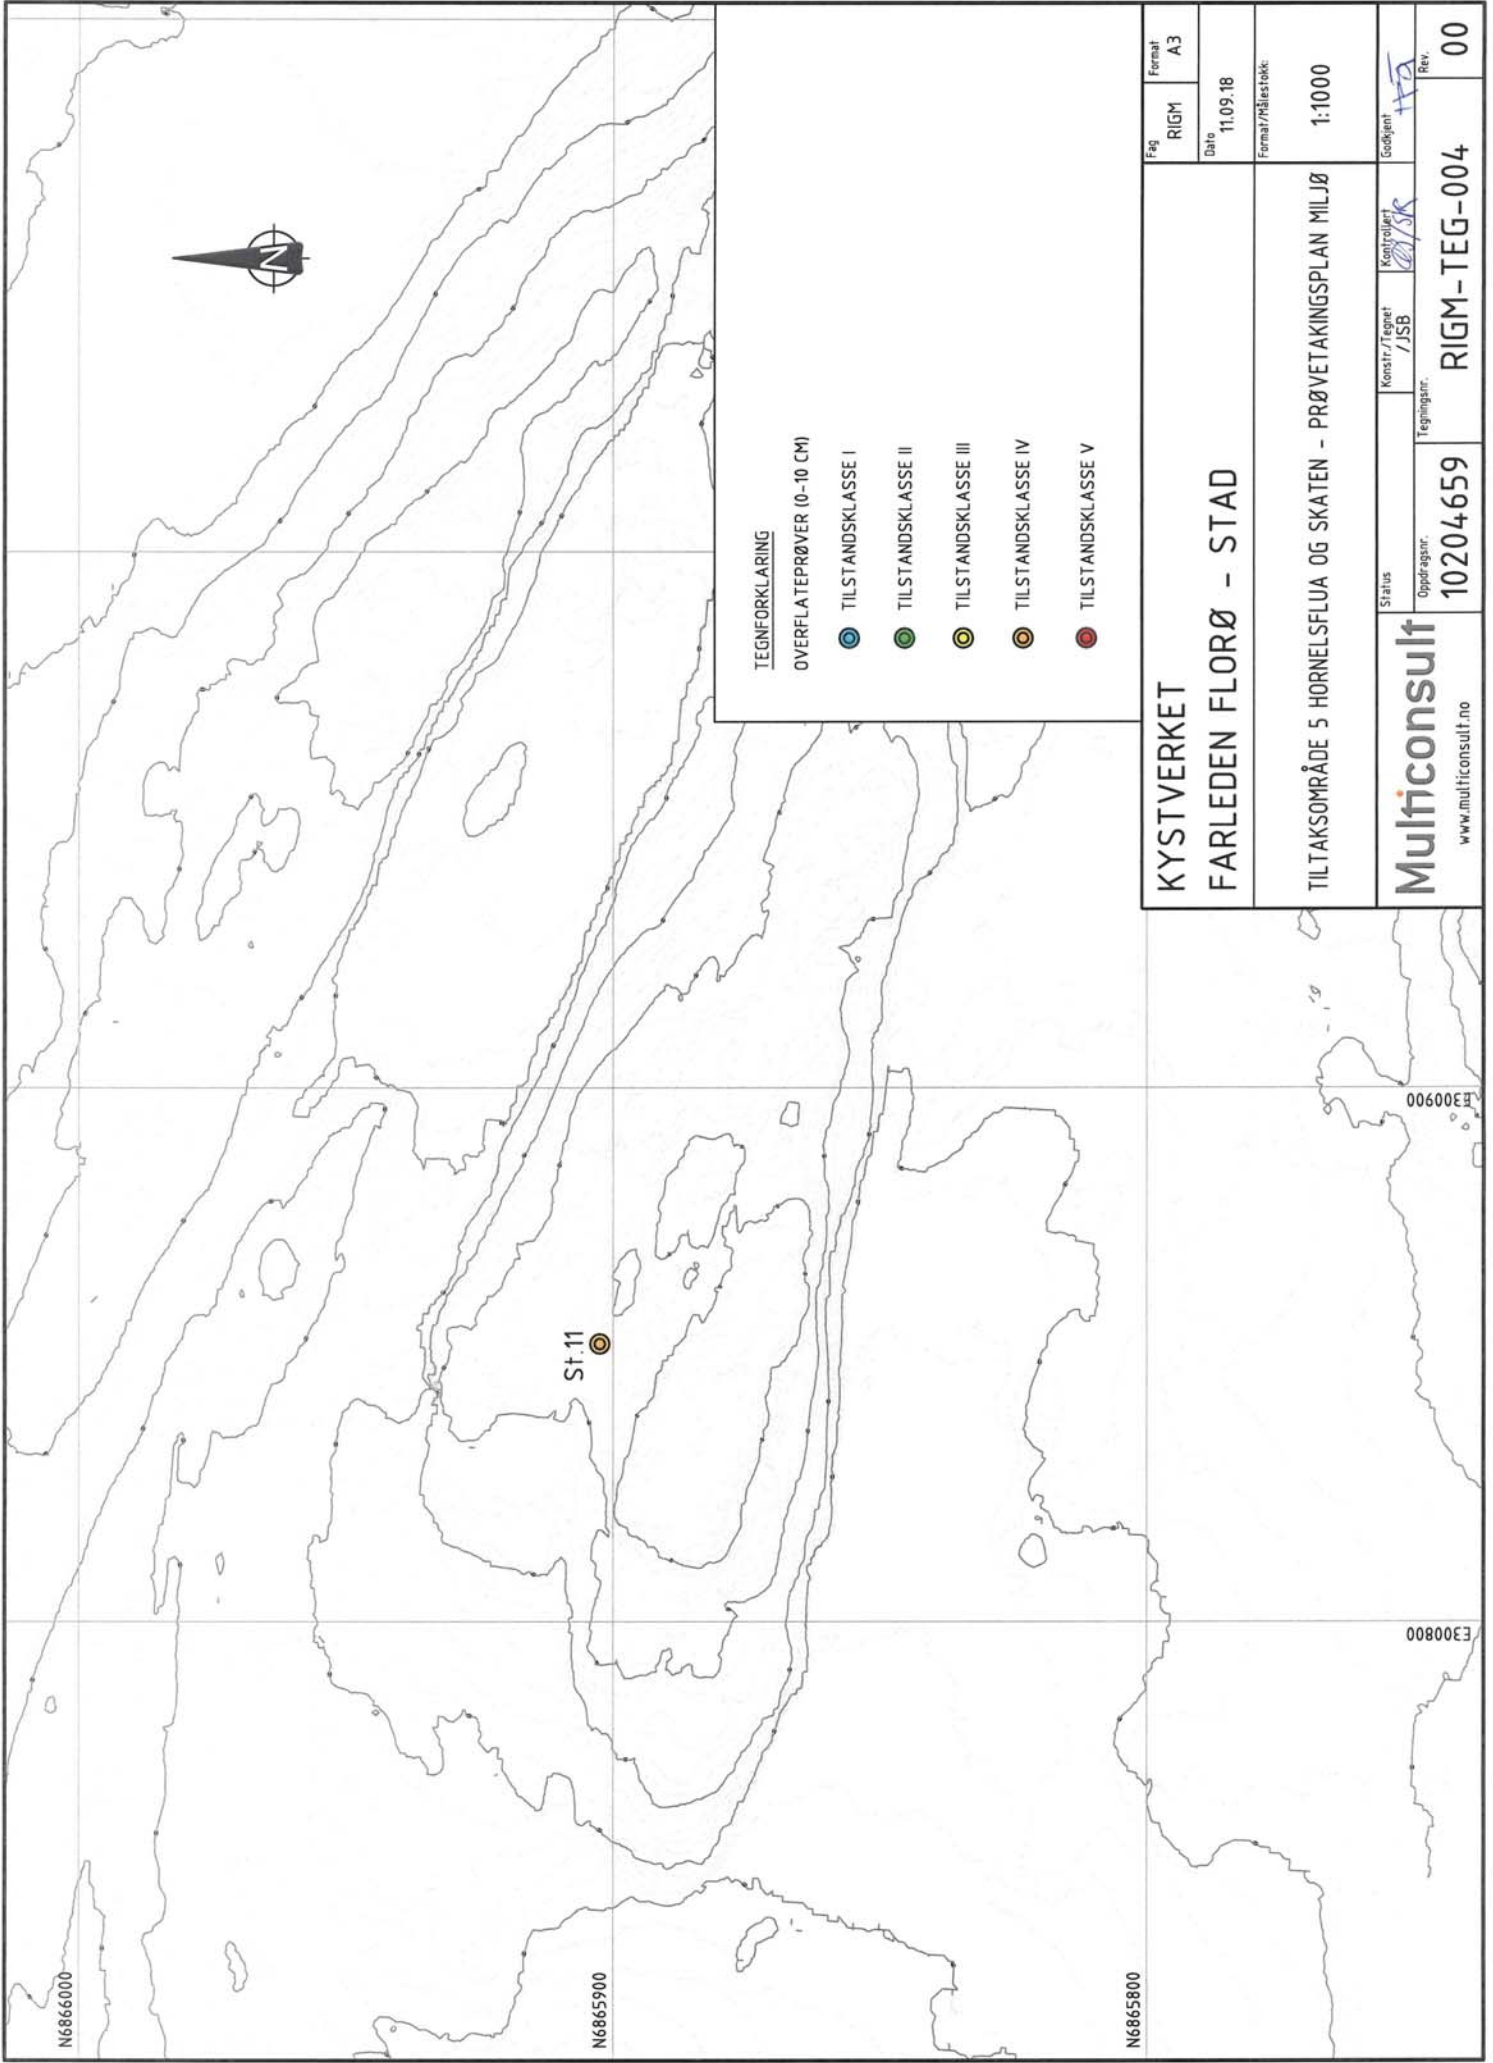 N6866000
N6865900
N6865800
E300800
E300900
St.11
N
TEGNFORKLARING
OVERFLATEPRØVER (0-10 CM)
TILSTANDSKLASSE I
TILSTANDSKLASSE II
TILSTANDSKLASSE III
TILSTANDSKLASSE IV
TILSTANDSKLASSE V
KYSTVERKET
FARLEDEN FLORØ - STAD
TILTAKSOMRÅDE 5 HORNELSFLUA OG SKATEN - PRØVETAKINGSPLAN MILJØ
Fag
RIGM
Format
A3
Dato
11.09.18
Format/Målestokk:
1:1000
Multiconsult
www.multiconsult.no
Status
Konstr./Tegnet
/JSB
Kontrollert
Godkjent
Oppdragsnr.
10204659
Tegningsnr.
RIGM-TEG-004
Rev.
00